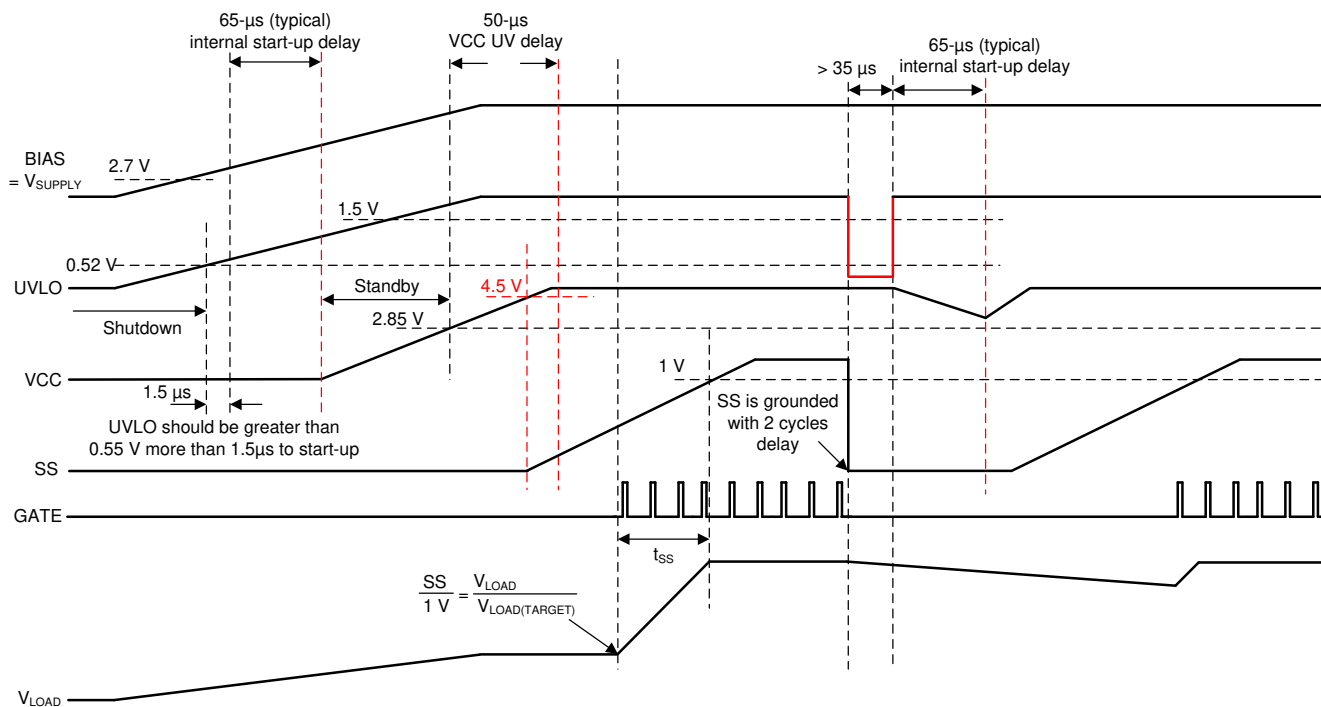 65-µs (typical)
internal start-up delay
50-µs
VCC UV delay
65-µs (typical)
internal start-up delay
> 35 µs
BIAS
= VSUPPLY
2.7 V
1.5 V
0.52 V
UVLO
Standby
4.5 V
Shutdown
2.85 V
VCC
1.5 µs
1 V
UVLO should be greater than
0.55 V more than 1.5µs to start-up
SS is grounded
with 2 cycles
delay
SS
GATE
tSS
SS
1 V
=
VLOAD
VLOAD(TARGET)
VLOAD